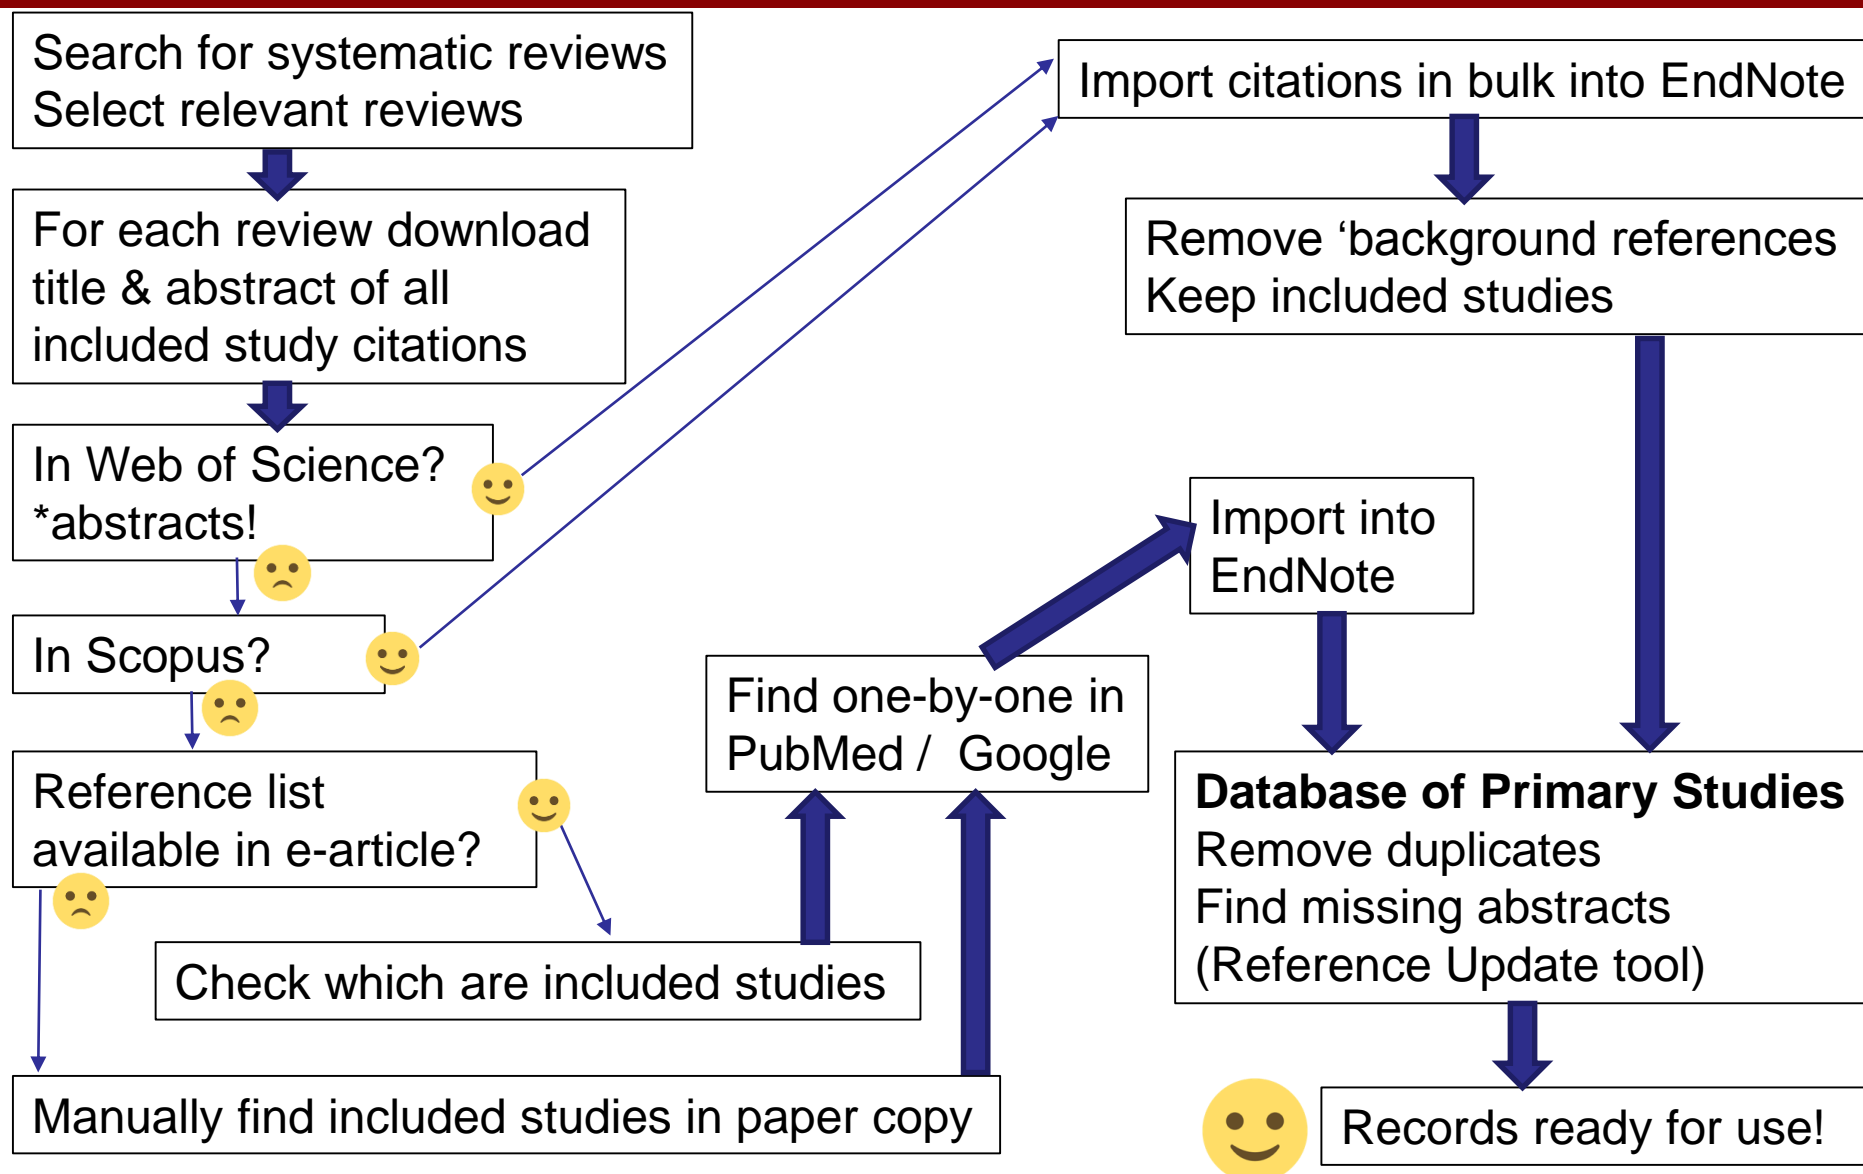 Search for systematic reviews
Select relevant reviews
For each review download
title & abstract of all
included study citations
In Web of Science?
*abstracts!
In Scopus?
Reference list
available in e-article?
Check which are included studies
Manually find included studies in paper copy
Find one-by-one in
PubMed /  Google
Import into
EndNote
Import citations in bulk into EndNote
Remove ‘background references
Keep included studies
Database of Primary Studies
Remove duplicates
Find missing abstracts
(Reference Update tool)
Records ready for use!